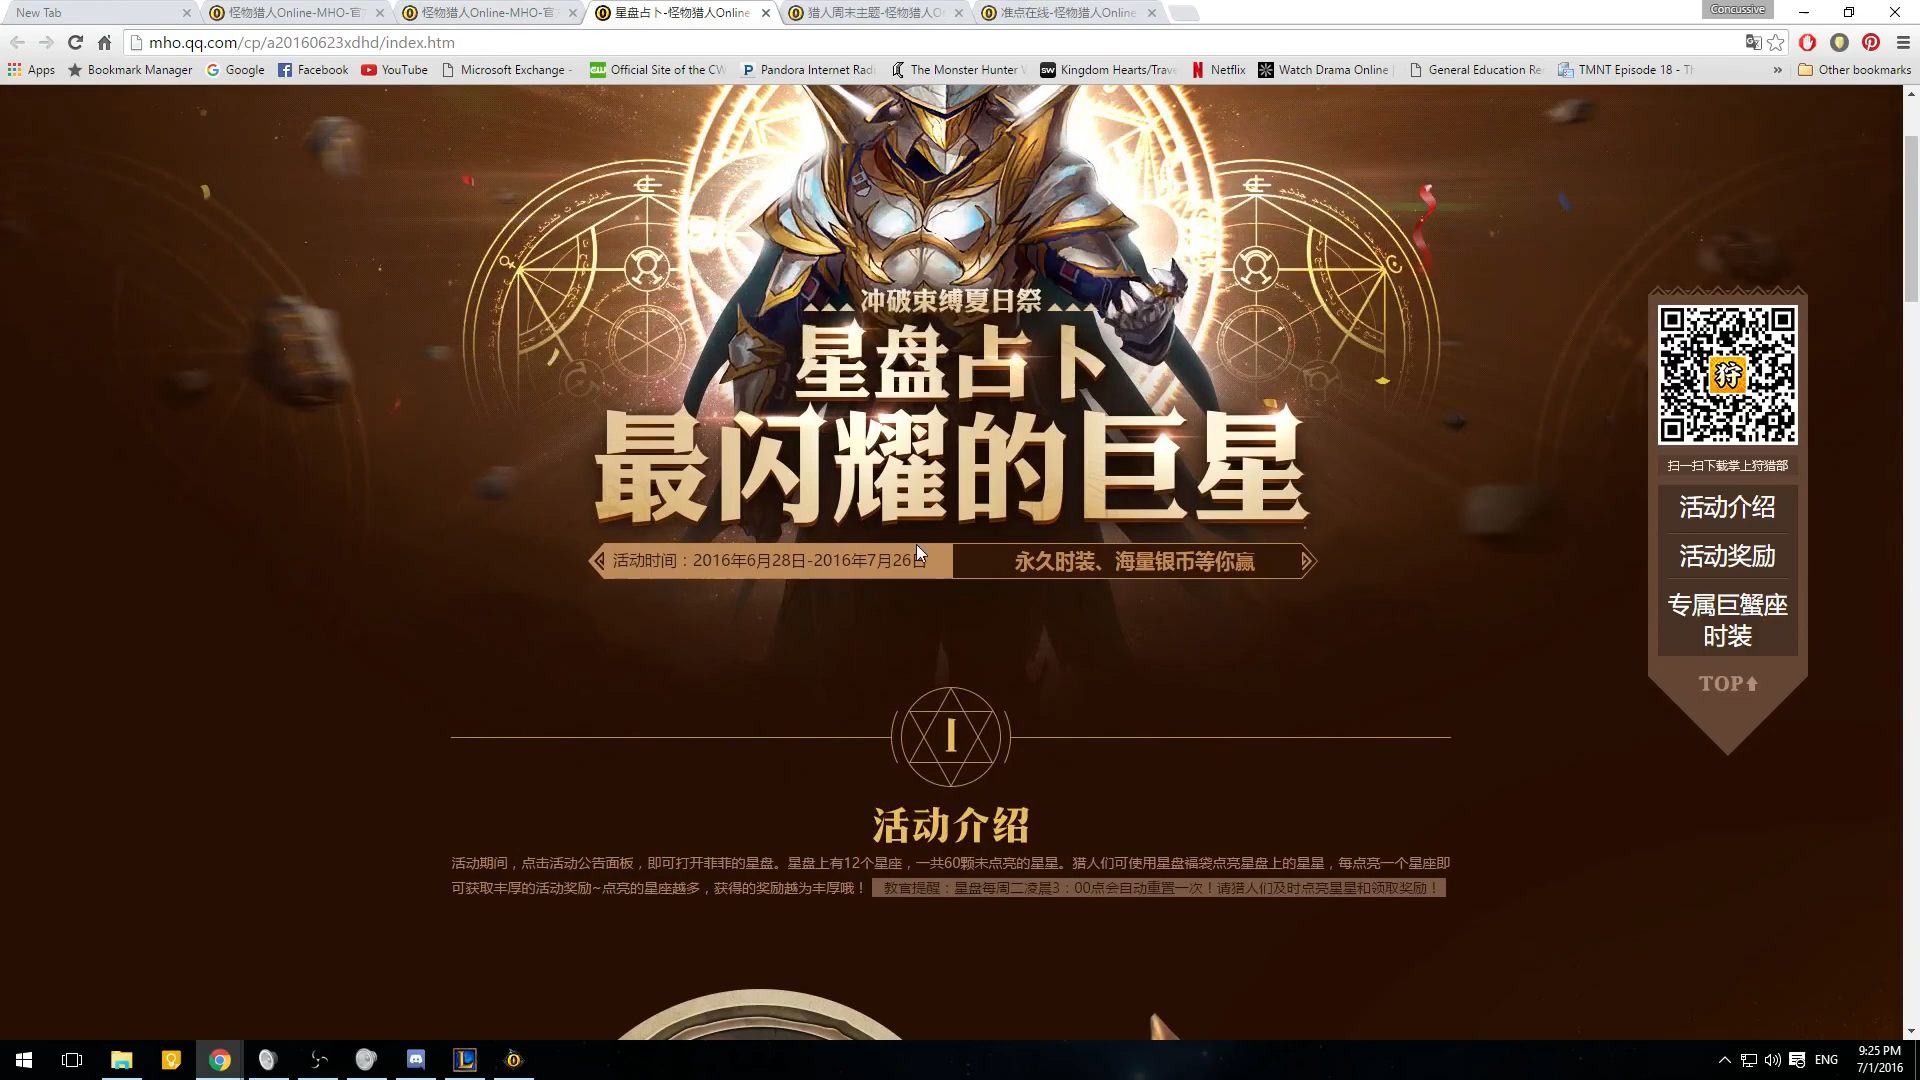 New Tab
怪物猎人Online-MHO-官
怪物猎人Online-MHO-官
星盘占卜-怪物猎人Online
猎人周末主题-怪物猎人O
准点在线-怪物猎人Online
Concussive
mho.qq.com/cp/a20160623xdhd/index.htm
Apps
Bookmark Manager
Google
Facebook
YouTube
Microsoft Exchange -
Official Site of the CW
Pandora Internet Radi
The Monster Hunter
Kingdom Hearts/Trave
Netflix
Watch Drama Online
General Education Re
TMNT Episode 18 - T
Other bookmarks
冲破束缚夏日祭
星盘占卜
最闪耀的巨星
活动时间：2016年6月28日-2016年7月26日
永久时装、海量银币等你赢
狩
扫一扫下载掌上狩猎部
活动介绍
活动奖励
专属巨蟹座
时装
TOP
I
活动介绍
活动期间，点击活动公告面板，即可打开菲菲的星盘。星盘上有12个星座，一共60颗未点亮的星星。猎人们可使用星盘福袋点亮星盘上的星星，每点亮一个星座即
可获取丰厚的活动奖励~点亮的星座越多，获得的奖励越为丰厚哦！ 教官提醒：星盘每周二凌晨3：00点会自动重置一次！请猎人们及时点亮星星和领取奖励！
ENG
9:25 PM
7/1/2016